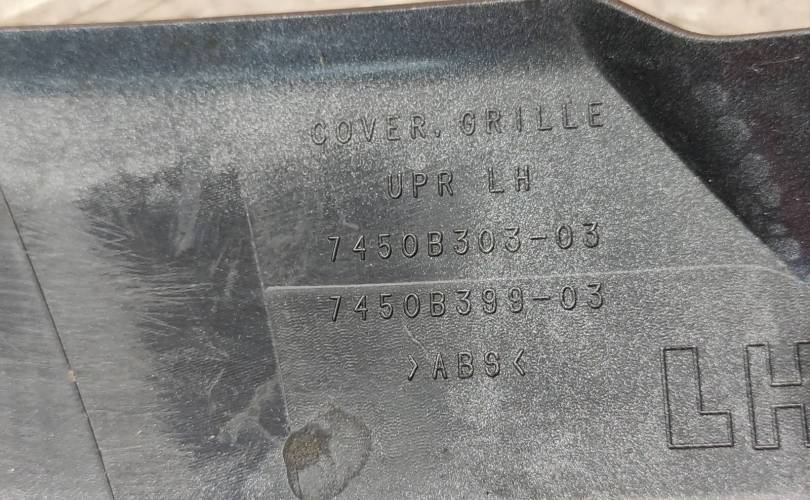 COVER, GRILLE
UPR LH
7450B303-03
7450B399-03
>ABS<
LH